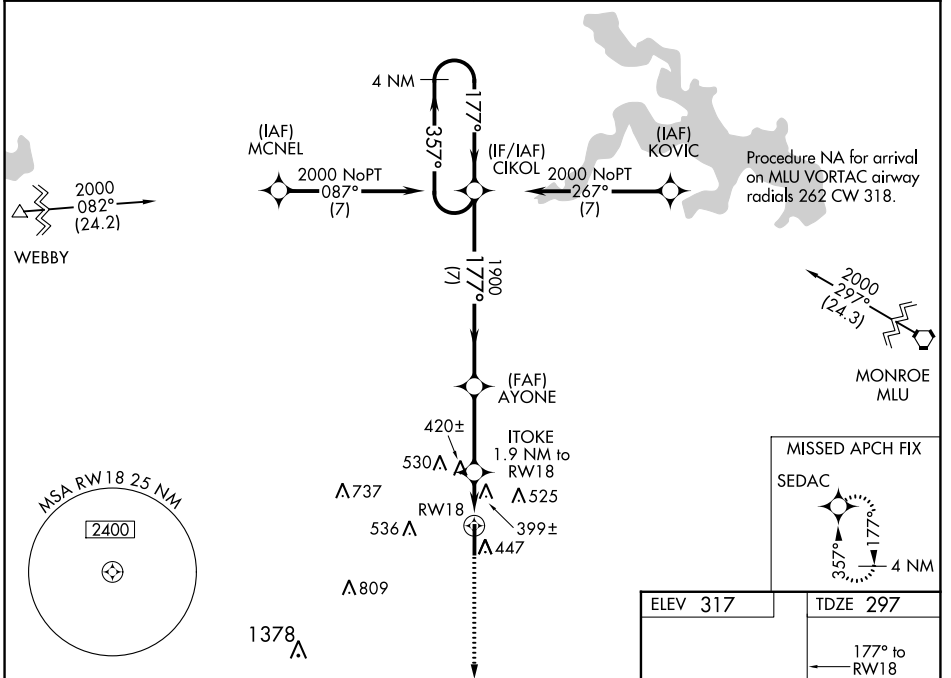 4 NM
177°
357°
(IAF)
MCNEL
2000 NoPT
087°
(7)
(IF/IAF)
CIKOL
2000 NoPT
267°
(7)
(IAF)
KOVIC
Procedure NA for arrival
on MLU VORTAC airway
radials 262 CW 318.
2000
082°
(24.2)
WEBBY
1900
177°
(7)
2000
297°
(24.3)
MONROE
MLU
(FAF)
AYONE
420±
ITOKE
1.9 NM to
RW18
530
737
525
RW18
399±
536
447
809
1378
MSA RW18 25 NM
2400
MISSED APCH FIX
SEDAC
357°
177°
4 NM
ELEV 317
TDZE 297
177° to
RW18